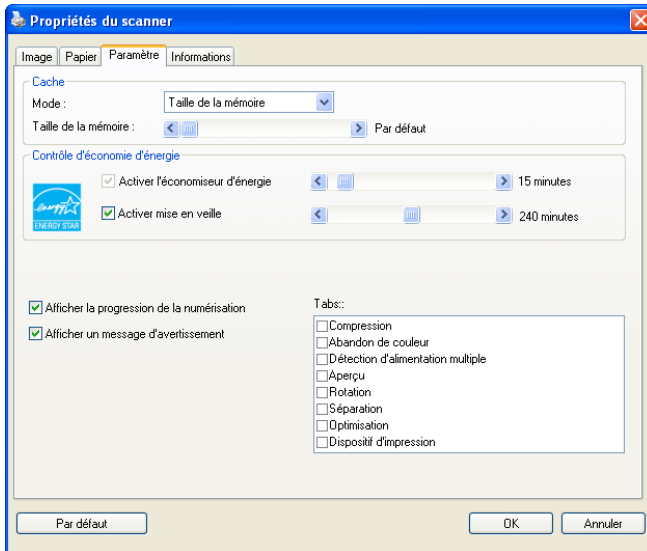 Propriétés du scanner
Image Papier Paramètre Informations
Cache
Mode : Taille de la mémoire
Taille de la mémoire : Par défaut
Contrôle d'économie d'énergie
Activer l'économiseur d'énergie 15 minutes
energy
ENERGY STAR
Activer mise en veille 240 minutes
Afficher la progression de la numérisation
Afficher un message d'avertissement
Tabs::
Compression
Abandon de couleur
Détection d'alimentation multiple
Aperçu
Rotation
Séparation
Optimisation
Dispositif d'impression
Par défaut OK Annuler